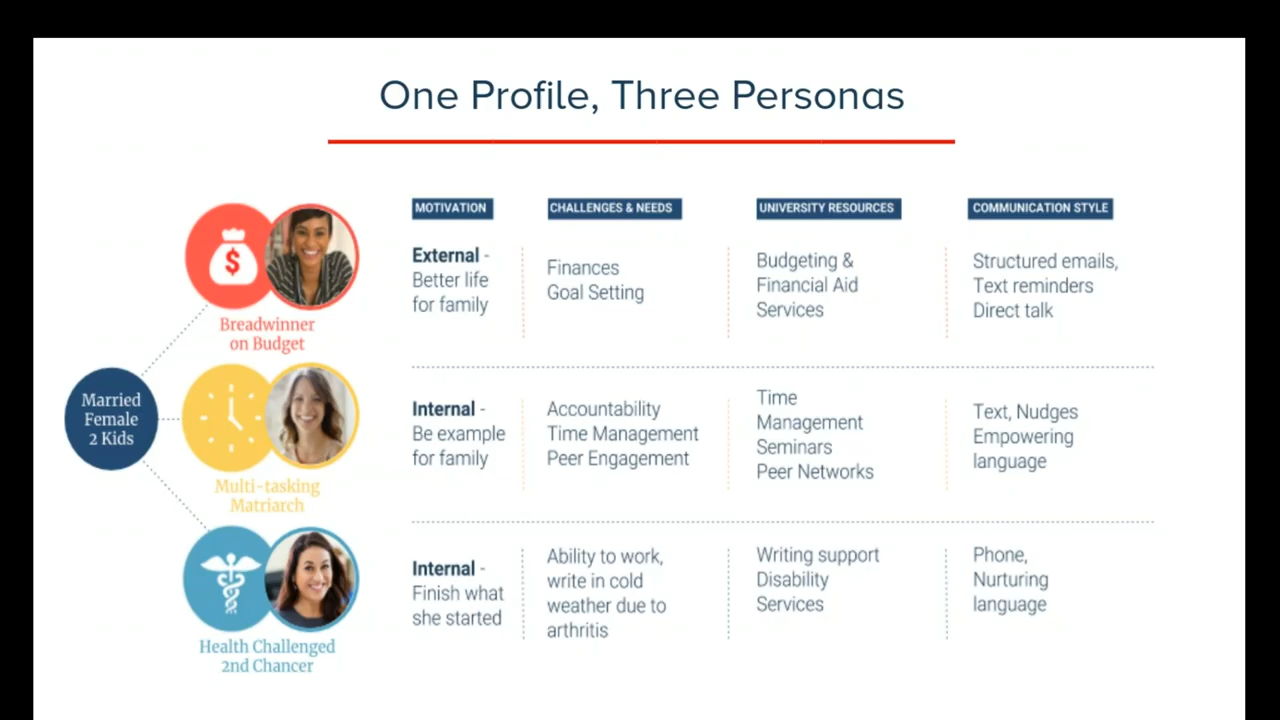 One Profile, Three Personas
MOTIVATION
CHALLENGES & NEEDS
UNIVERSITY RESOURCES
COMMUNICATION STYLE
Married
Female
2 Kids
$
Breadwinner
on Budget
External -
Better life
for family
Finances
Goal Setting
Budgeting &
Financial Aid
Services
Structured emails,
Text reminders
Direct talk
Multi-tasking
Matriarch
Internal -
Be example
for family
Accountability
Time Management
Peer Engagement
Time
Management
Seminars
Peer Networks
Text, Nudges
Empowering
language
Health Challenged
2nd Chancer
Internal -
Finish what
she started
Ability to work,
write in cold
weather due to
arthritis
Writing support
Disability
Services
Phone,
Nurturing
language